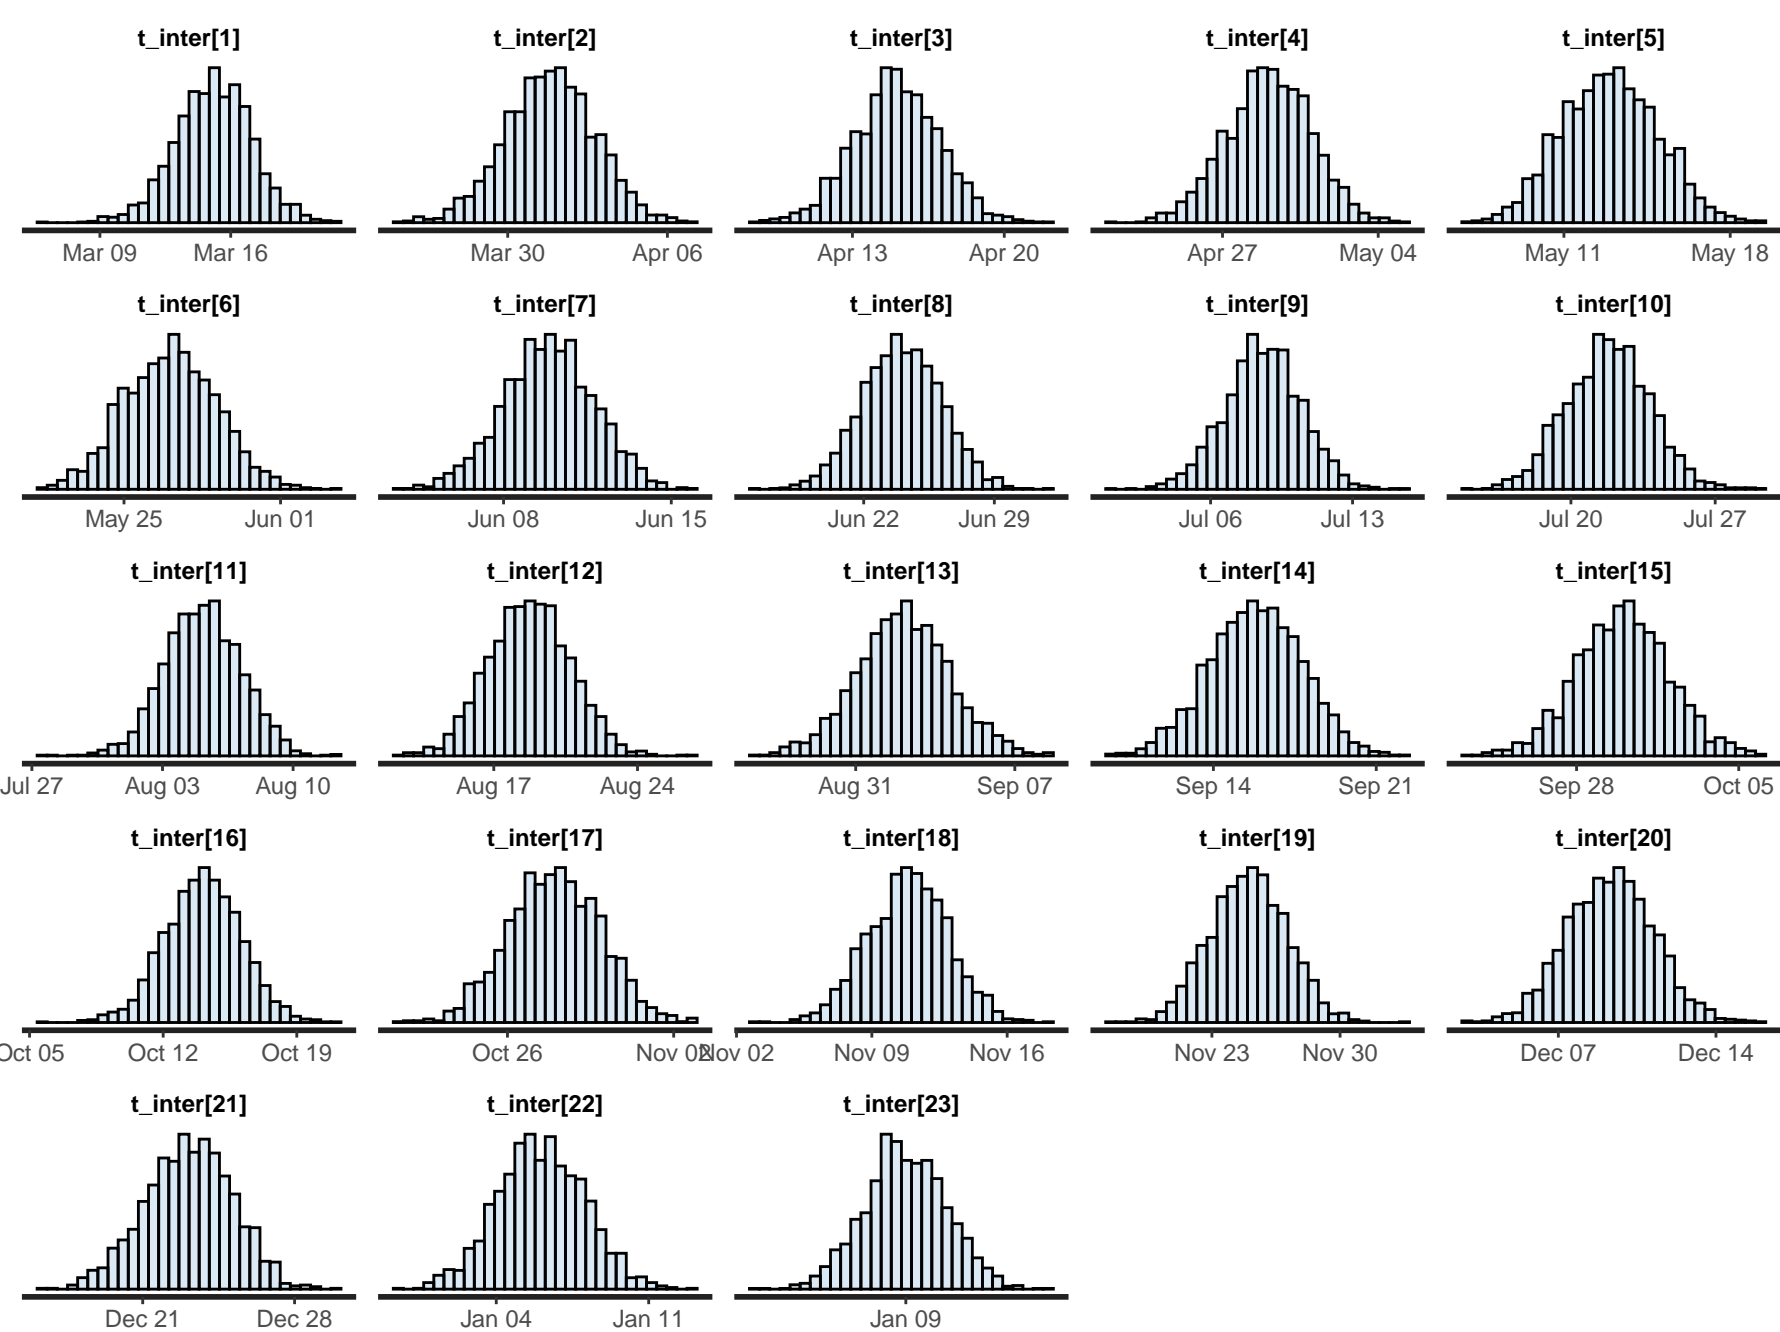 t_inter[1] t_inter[2] t_inter[3] t_inter[4] t_inter[5]
Mar 09 Mar 16 Mar 30 Apr 06 Apr 13 Apr 20 Apr 27 May 04 May 11 May 18
t_inter[6] t_inter[7] t_inter[8] t_inter[9] t_inter[10]
May 25 Jun 01 Jun 08 Jun 15 Jun 22 Jun 29 Jul 06 Jul 13 Jul 20 Jul 27
t_inter[11] t_inter[12] t_inter[13] t_inter[14] t_inter[15]
Jul 27 Aug 03 Aug 10 Aug 17 Aug 24 Aug 31 Sep 07 Sep 14 Sep 21 Sep 28 Oct 05
t_inter[16] t_inter[17] t_inter[18] t_inter[19] t_inter[20]
Oct 05 Oct 12 Oct 19 Oct 26 Nov 02 Nov 02 Nov 09 Nov 16 Nov 23 Nov 30 Dec 07 Dec 14
t_inter[21] t_inter[22] t_inter[23]
Dec 21 Dec 28 Jan 04 Jan 11 Jan 09